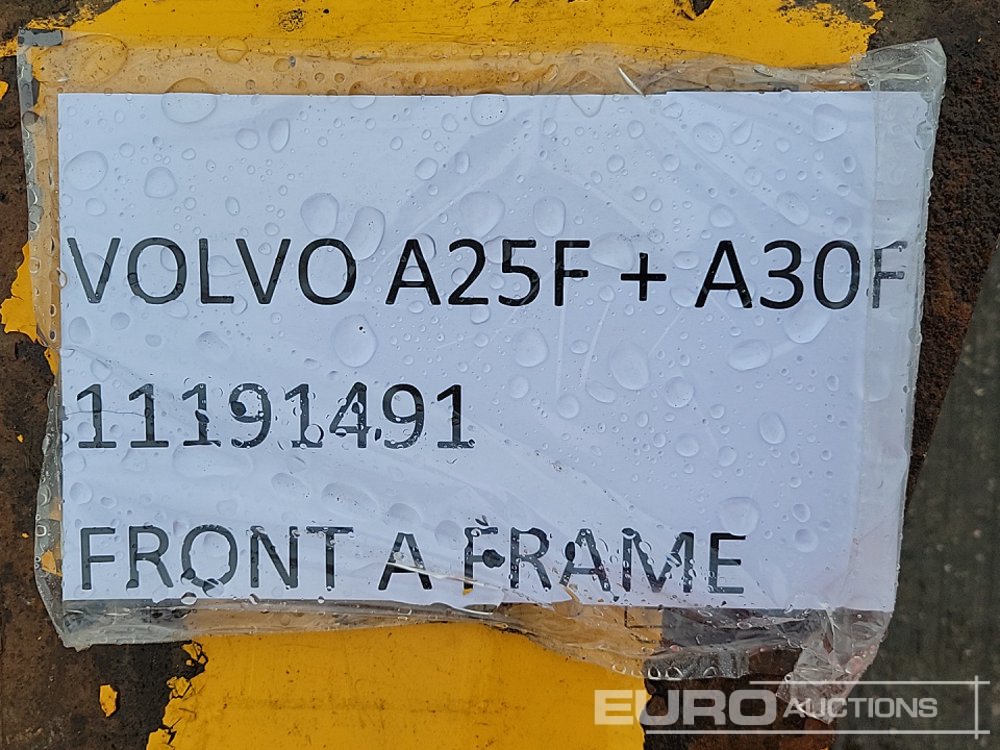 VOLVO A25F + A30F
11191491
FRONT A FRAME
EURO AUCTIONS